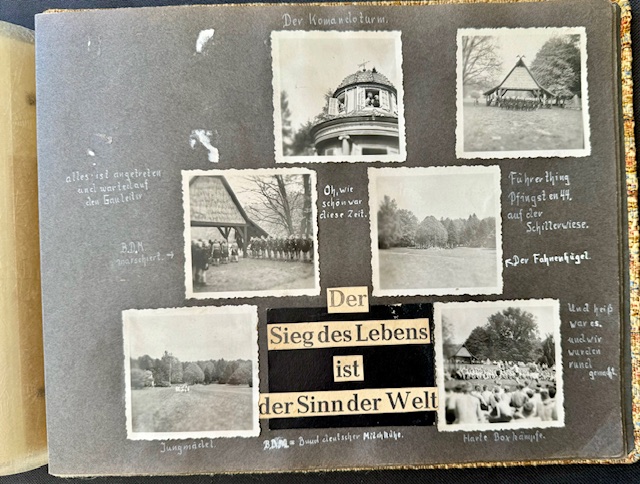 Der Komandoturm.
alles ist angetreten
und wartet auf
den Gauleiter
B.D.M.
marschiert. →
Oh, wie
schön war
diese Zeit.
Führerthing
Pfingsten 44.
auf der
Schillerwiese.
Der Fahnenhügel.
Der
Sieg des Lebens
ist
der Sinn der Welt
Und heiß
war es.
und wir
wurden
rund
gemacht.
Jungmädel.
B.D.M. = Bund deutscher Milchkühe.
Harte Boxkämpfe.